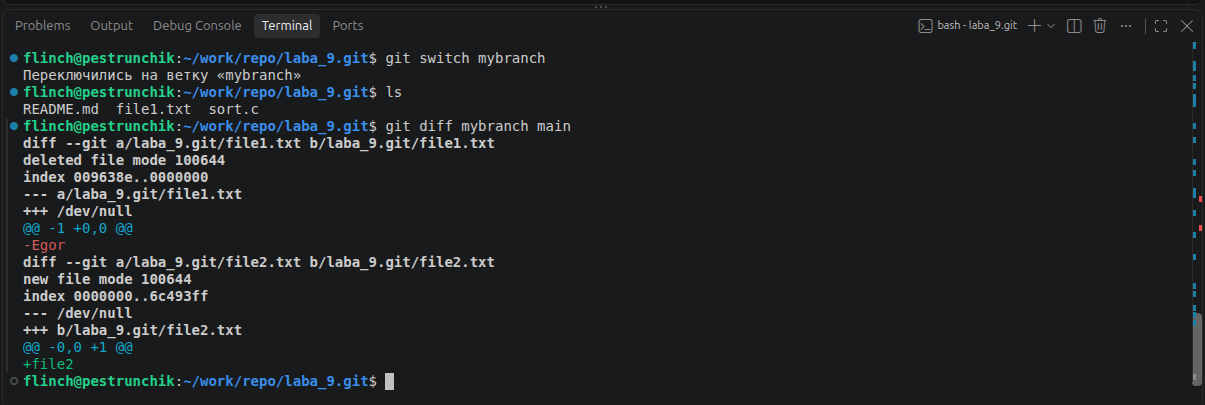 Problems Output Debug Console Terminal Ports bash - laba_9.git
flinch@pestrunchik:~/work/repo/laba_9.git$ git switch mybranch
Переключились на ветку «mybranch»
flinch@pestrunchik:~/work/repo/laba_9.git$ ls
README.md  file1.txt  sort.c
flinch@pestrunchik:~/work/repo/laba_9.git$ git diff mybranch main
diff --git a/laba_9.git/file1.txt b/laba_9.git/file1.txt
deleted file mode 100644
index 009638e..0000000
--- a/laba_9.git/file1.txt
+++ /dev/null
@@ -1 +0,0 @@
-Egor
diff --git a/laba_9.git/file2.txt b/laba_9.git/file2.txt
new file mode 100644
index 0000000..6c493ff
--- /dev/null
+++ b/laba_9.git/file2.txt
@@ -0,0 +1 @@
+file2
flinch@pestrunchik:~/work/repo/laba_9.git$